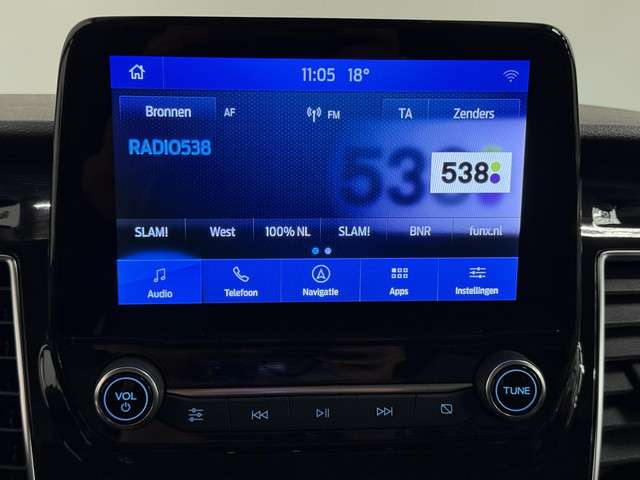 11:05 18°
Bronnen AF FM TA Zenders
RADIO538
538
538
SLAM! West 100% NL SLAM! BNR funx.nl
Audio Telefoon Navigatie Apps Instellingen
VOL TUNE